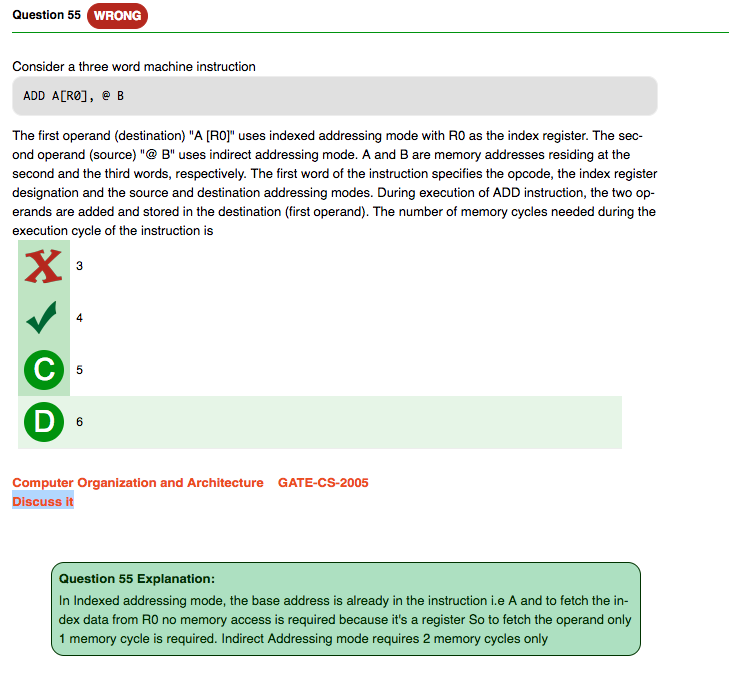 Question 55 WRONG
Consider a three word machine instruction
ADD A[R0], @ B
The first operand (destination) "A [R0]" uses indexed addressing mode with R0 as the index register. The sec-
ond operand (source) "@ B" uses indirect addressing mode. A and B are memory addresses residing at the
second and the third words, respectively. The first word of the instruction specifies the opcode, the index register
designation and the source and destination addressing modes. During execution of ADD instruction, the two op-
erands are added and stored in the destination (first operand). The number of memory cycles needed during the
execution cycle of the instruction is
X 3
4
C 5
D 6
Computer Organization and Architecture GATE-CS-2005
Discuss it
Question 55 Explanation:
In Indexed addressing mode, the base address is already in the instruction i.e A and to fetch the in-
dex data from R0 no memory access is required because it's a register So to fetch the operand only
1 memory cycle is required. Indirect Addressing mode requires 2 memory cycles only